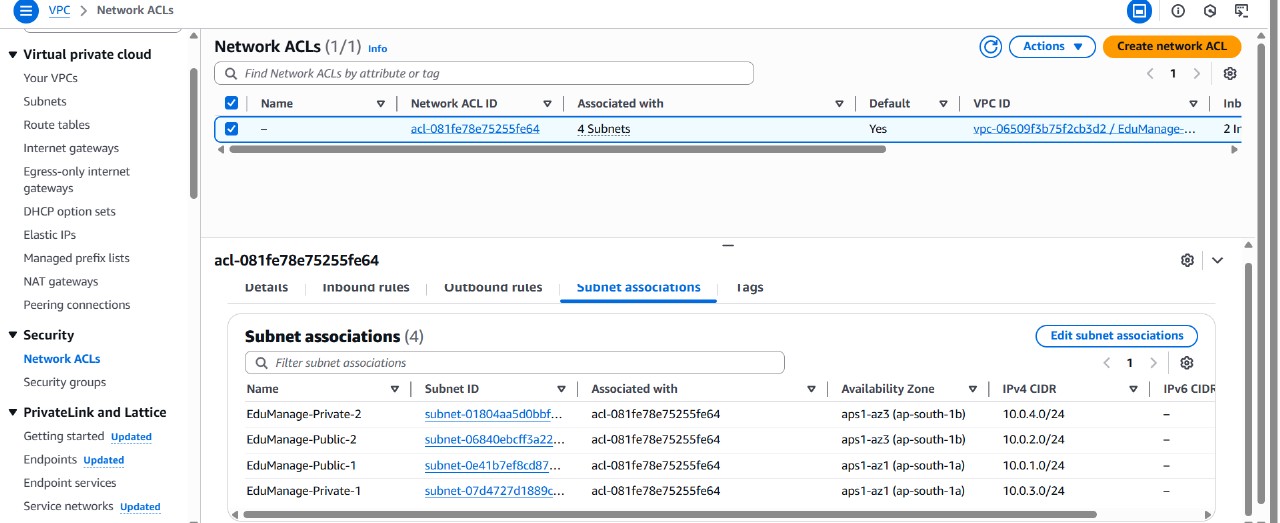 VPC > Network ACLs
Virtual private cloud
Your VPCs
Subnets
Route tables
Internet gateways
Egress-only internet
gateways
DHCP option sets
Elastic IPs
Managed prefix lists
NAT gateways
Peering connections
Security
Network ACLs
Security groups
PrivateLink and Lattice
Getting started Updated
Endpoints Updated
Endpoint services
Service networks Updated
Network ACLs (1/1) Info
Actions
Create network ACL
Find Network ACLs by attribute or tag
1
Name Network ACL ID Associated with Default VPC ID Inb
– acl-081fe78e75255fe64 4 Subnets Yes vpc-06509f3b75f2cb3d2 / EduManage-... 2 Ir
acl-081fe78e75255fe64
Details Inbound rules Outbound rules Subnet associations Tags
Subnet associations (4)
Edit subnet associations
Filter subnet associations
1
Name Subnet ID Associated with Availability Zone IPv4 CIDR IPv6 CIDR
EduManage-Private-2 subnet-01804aa5d0bbf... acl-081fe78e75255fe64 aps1-az3 (ap-south-1b) 10.0.4.0/24 –
EduManage-Public-2 subnet-06840ebcff3a22... acl-081fe78e75255fe64 aps1-az3 (ap-south-1b) 10.0.2.0/24 –
EduManage-Public-1 subnet-0e41b7ef8cd87... acl-081fe78e75255fe64 aps1-az1 (ap-south-1a) 10.0.1.0/24 –
EduManage-Private-1 subnet-07d4727d1889c... acl-081fe78e75255fe64 aps1-az1 (ap-south-1a) 10.0.3.0/24 –